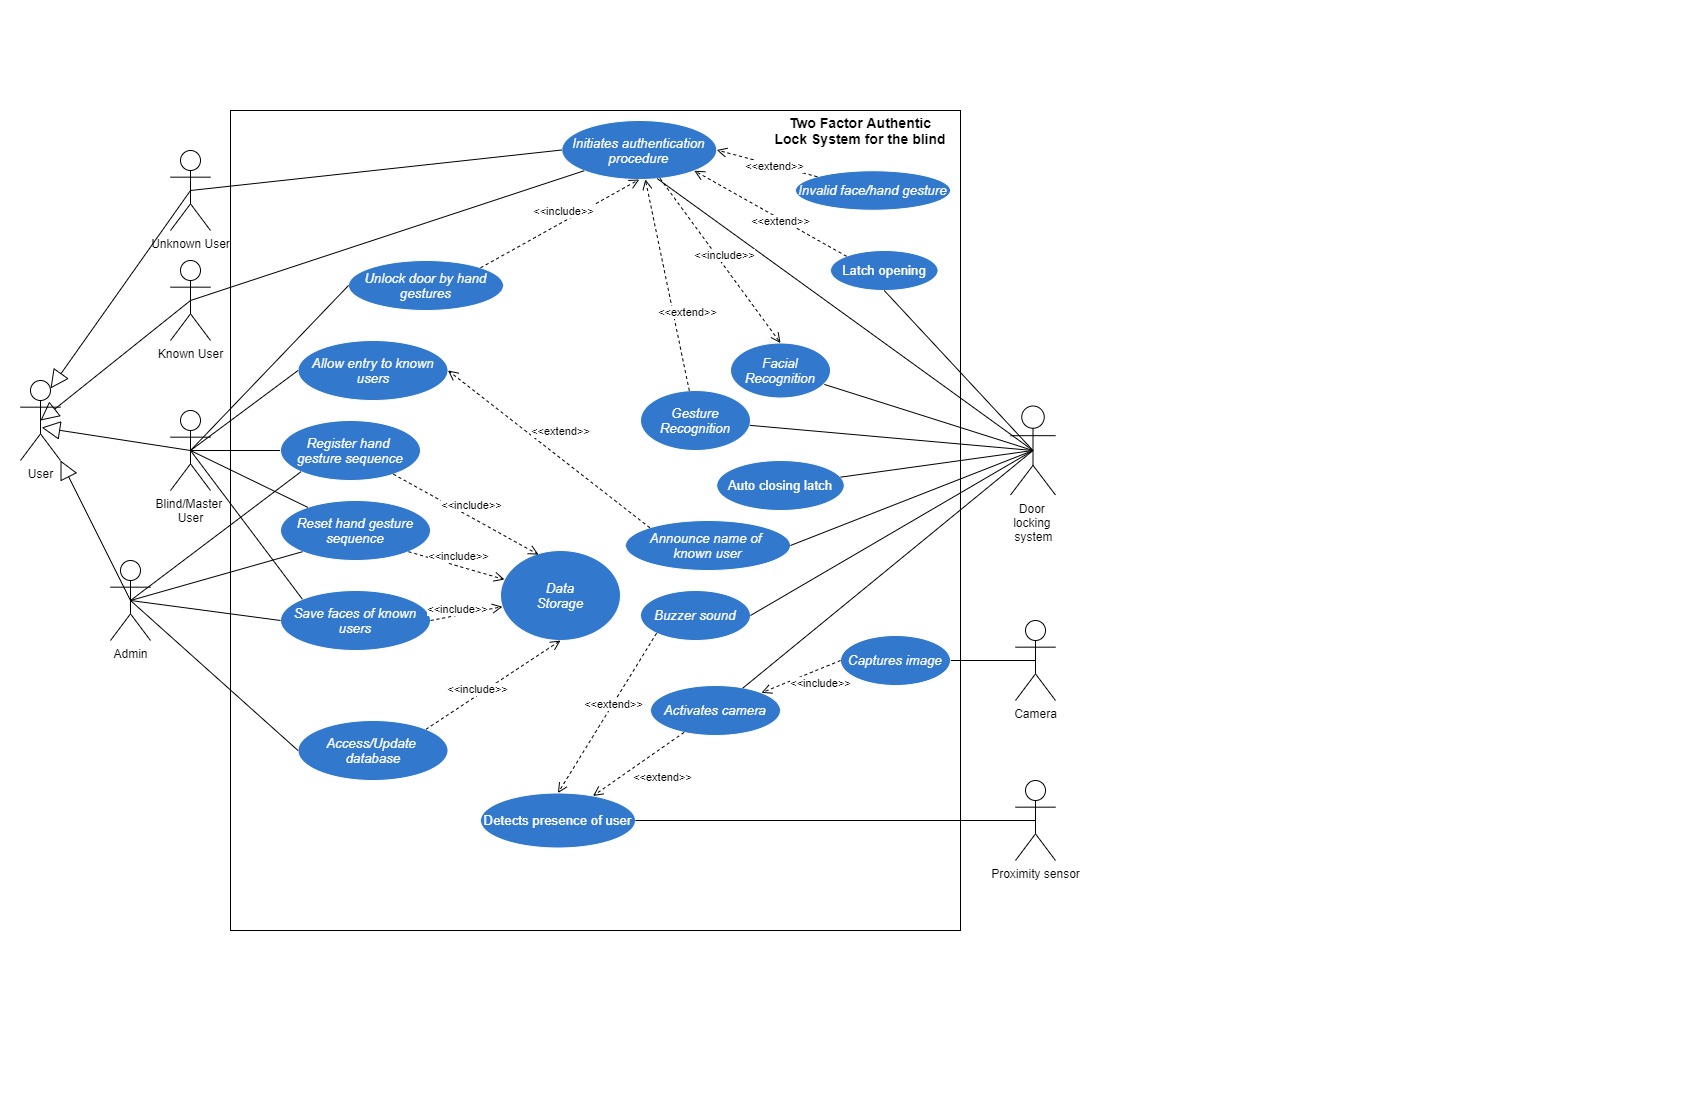 Two Factor Authentic
Lock System for the blind
Initiates authentication
procedure
<<extend>>
Invalid face/hand gesture
<<include>>
<<extend>>
Unknown User
<<include>>
Latch opening
Unlock door by hand
gestures
<<extend>>
Known User
Allow entry to known
users
Facial
Recognition
Gesture
Recognition
<<extend>>
User
Register hand
gesture sequence
Auto closing latch
Blind/Master
User
<<include>>
Door
locking
system
Reset hand gesture
sequence
Announce name of
known user
<<include>>
Data
Storage
Save faces of known
users
<<include>>
Buzzer sound
Admin
Captures image
<<include>>
<<include>>
<<extend>>
Activates camera
Camera
Access/Update
database
<<extend>>
Detects presence of user
Proximity sensor